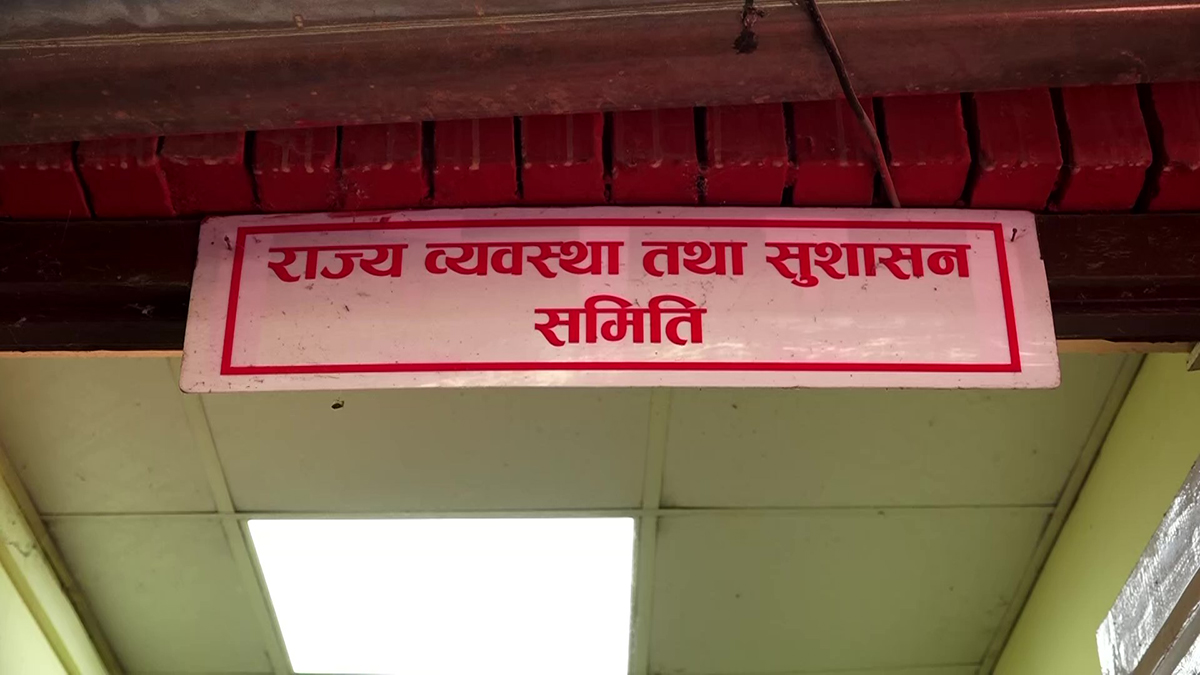 राज्य व्यवस्था तथा सुशासन
समिति